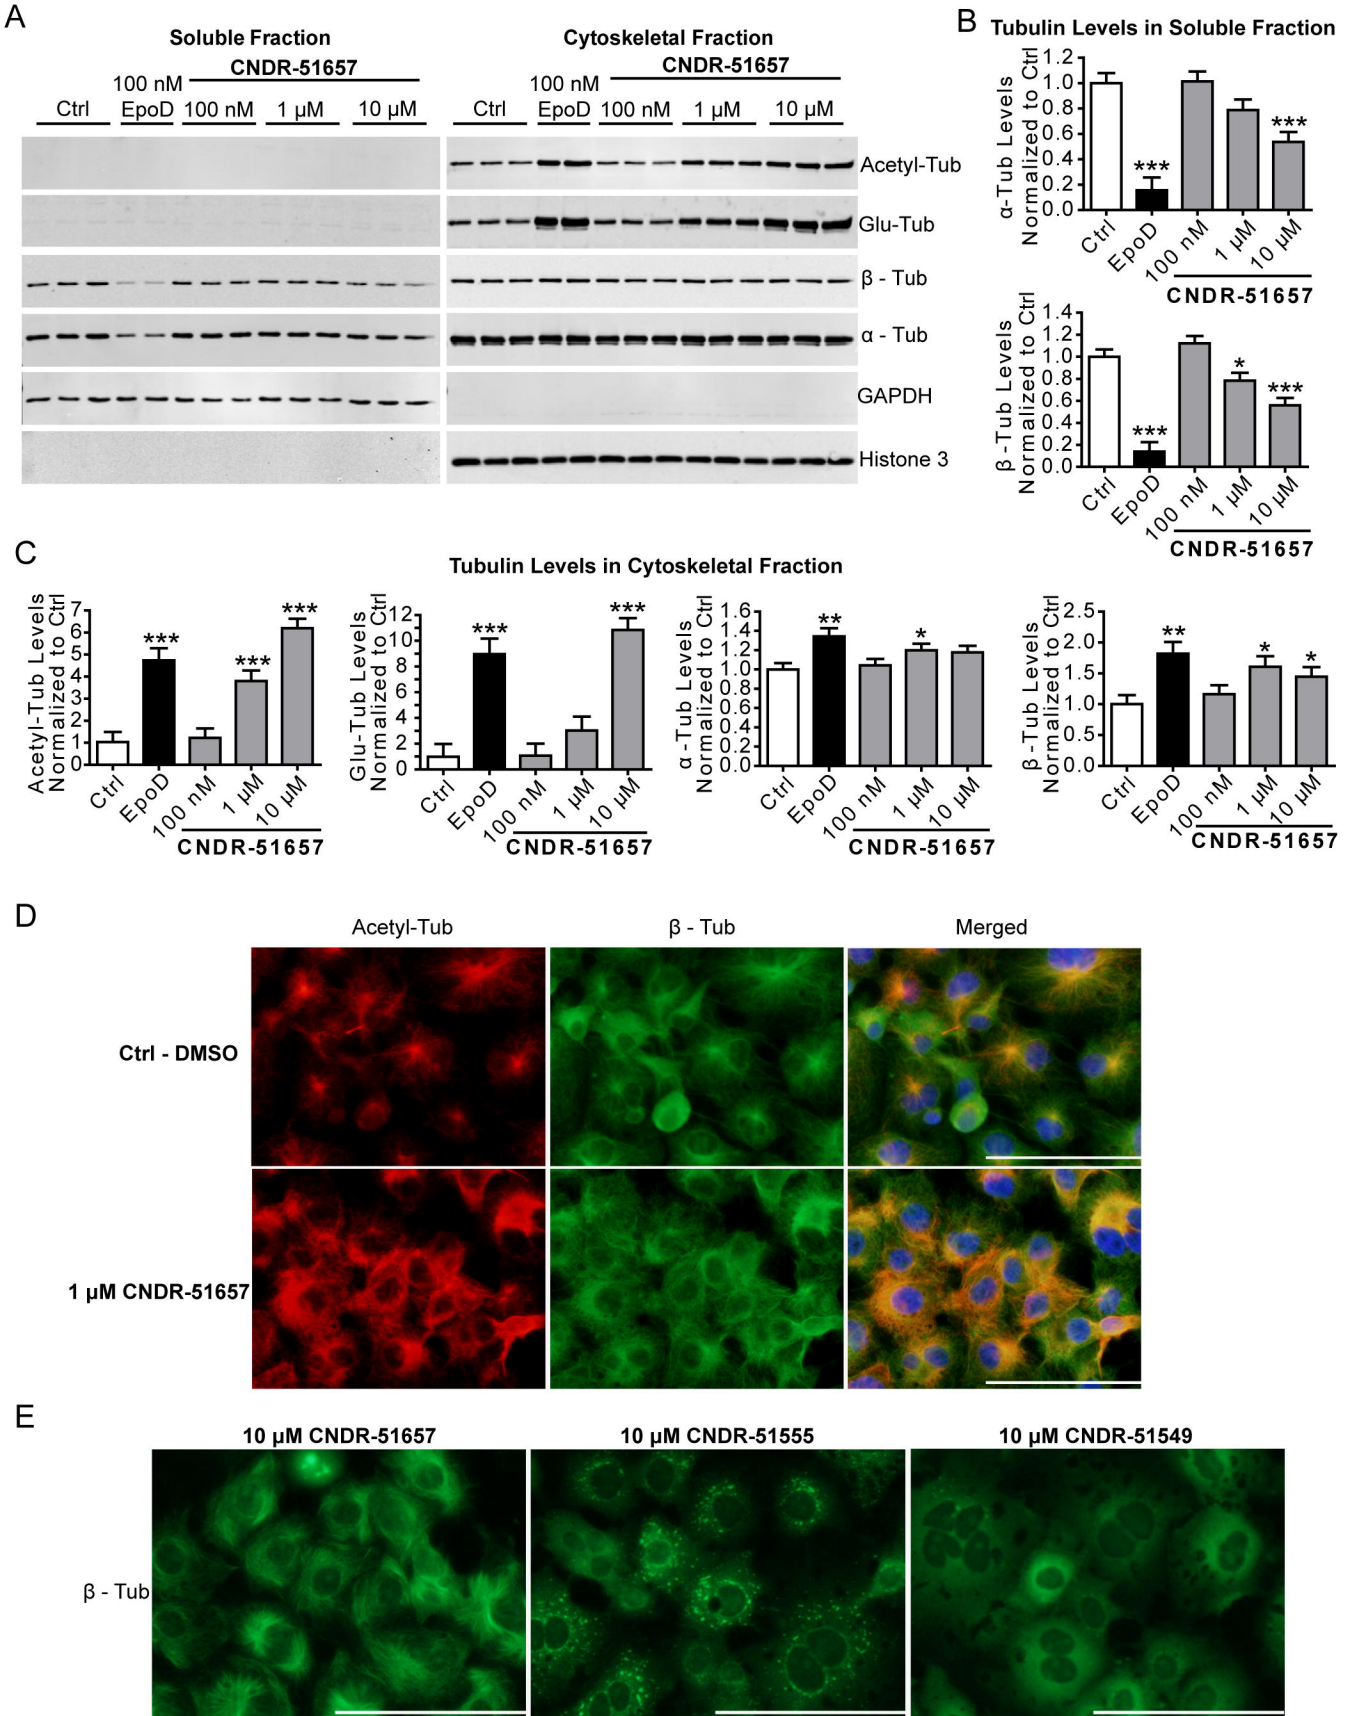 A
Soluble Fraction
CNDR-51657
100 nM
Ctrl EpoD 100 nM 1 µM 10 µM
Cytoskeletal Fraction
CNDR-51657
100 nM
Ctrl EpoD 100 nM 1 µM 10 µM
Acetyl-Tub
Glu-Tub
β - Tub
α - Tub
GAPDH
Histone 3
B
Tubulin Levels in Soluble Fraction
α-Tub Levels
Normalized to Ctrl
1.2
1.0
0.8
0.6
0.4
0.2
0.0
***
***
Ctrl
EpoD
100 nM
1 µM
10 µM
CNDR-51657
β-Tub Levels
Normalized to Ctrl
1.4
1.2
1.0
0.8
0.6
0.4
0.2
0.0
***
*
***
Ctrl
EpoD
100 nM
1 µM
10 µM
CNDR-51657
C
Tubulin Levels in Cytoskeletal Fraction
Acetyl-Tub Levels
Normalized to Ctrl
7
6
5
4
3
2
1
0
***
***
***
Ctrl
EpoD
100 nM
1 µM
10 µM
CNDR-51657
Glu-Tub Levels
Normalized to Ctrl
12
10
8
6
4
2
0
***
***
Ctrl
EpoD
100 nM
1 µM
10 µM
CNDR-51657
α-Tub Levels
Normalized to Ctrl
1.6
1.4
1.2
1.0
0.8
0.6
0.4
0.2
0.0
**
*
Ctrl
EpoD
100 nM
1 µM
10 µM
CNDR-51657
β-Tub Levels
Normalized to Ctrl
2.5
2.0
1.5
1.0
0.5
0.0
**
*
*
Ctrl
EpoD
100 nM
1 µM
10 µM
CNDR-51657
D
Acetyl-Tub
β - Tub
Merged
Ctrl - DMSO
1 µM CNDR-51657
E
10 µM CNDR-51657
10 µM CNDR-51555
10 µM CNDR-51549
β - Tub